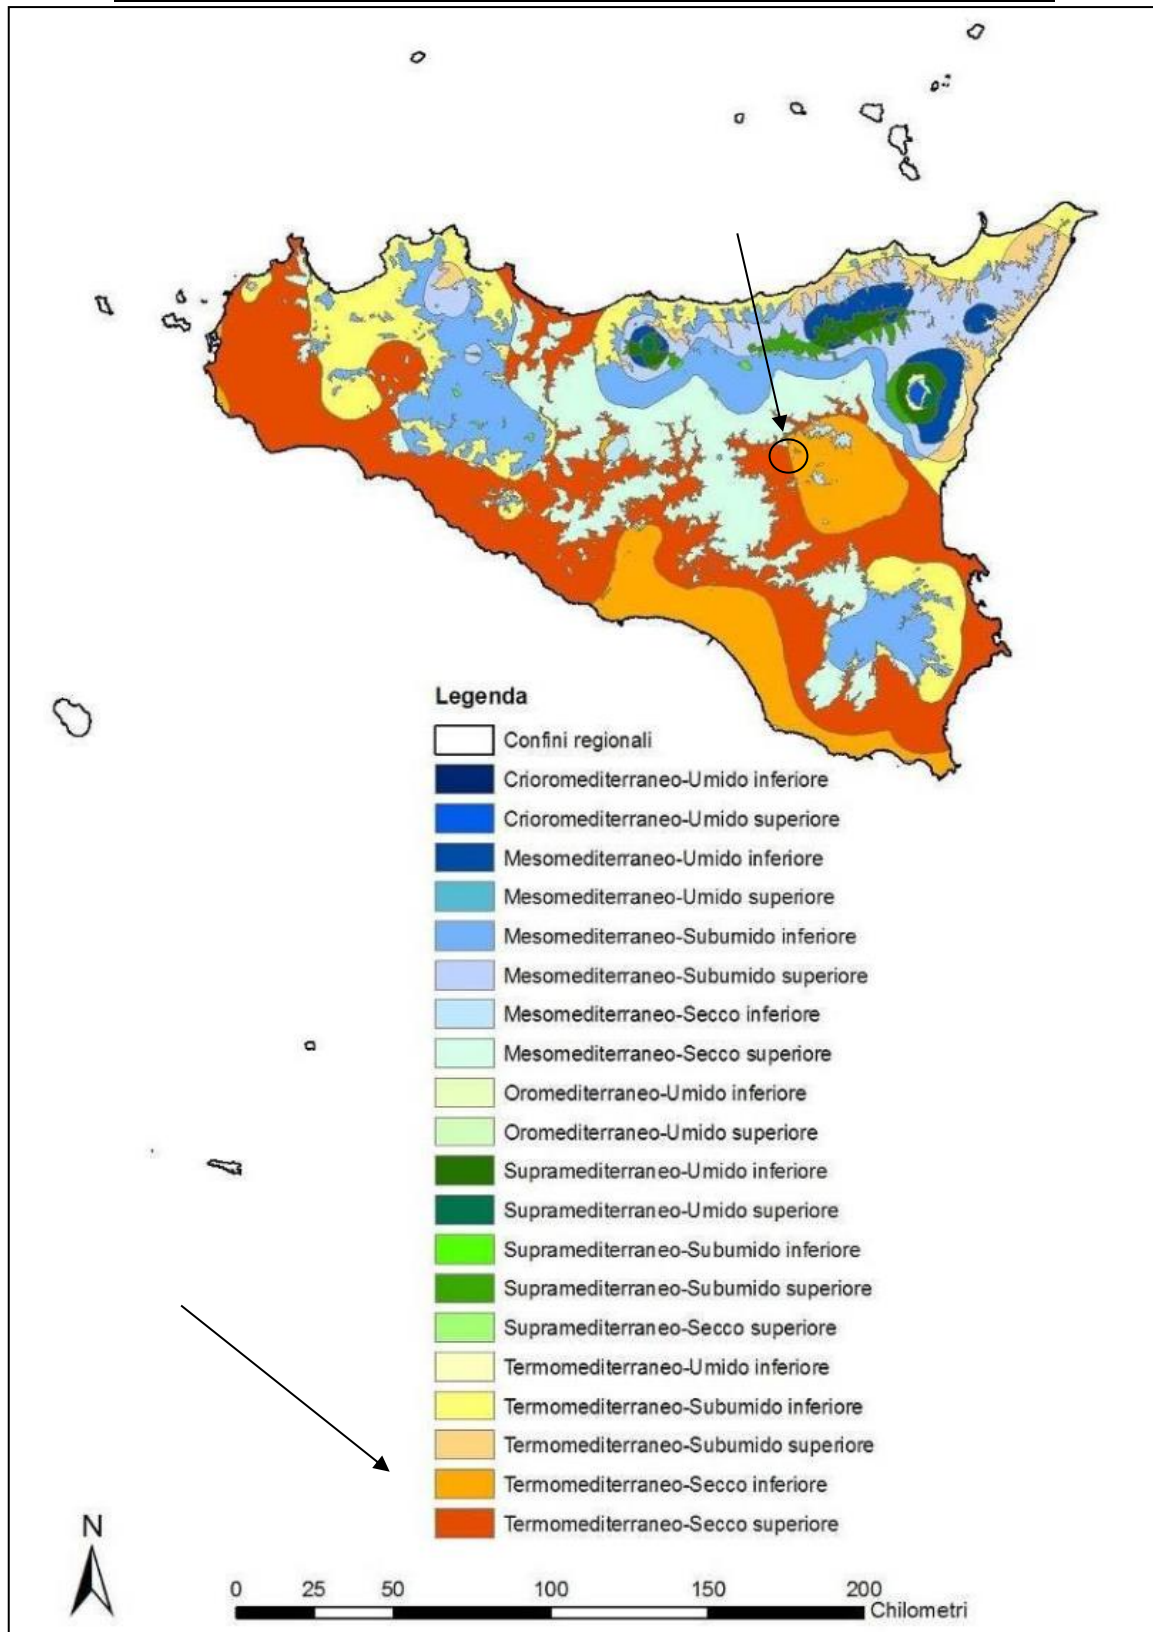 Legenda
Confini regionali
Crioromediterraneo-Umido inferiore
Crioromediterraneo-Umido superiore
Mesomediterraneo-Umido inferiore
Mesomediterraneo-Umido superiore
Mesomediterraneo-Subumido inferiore
Mesomediterraneo-Subumido superiore
Mesomediterraneo-Secco inferiore
Mesomediterraneo-Secco superiore
Oromediterraneo-Umido inferiore
Oromediterraneo-Umido superiore
Supramediterraneo-Umido inferiore
Supramediterraneo-Umido superiore
Supramediterraneo-Subumido inferiore
Supramediterraneo-Subumido superiore
Supramediterraneo-Secco superiore
Termomediterraneo-Umido inferiore
Termomediterraneo-Subumido inferiore
Termomediterraneo-Subumido superiore
Termomediterraneo-Secco inferiore
Termomediterraneo-Secco superiore
N
0 25 50 100 150 200
Chilometri